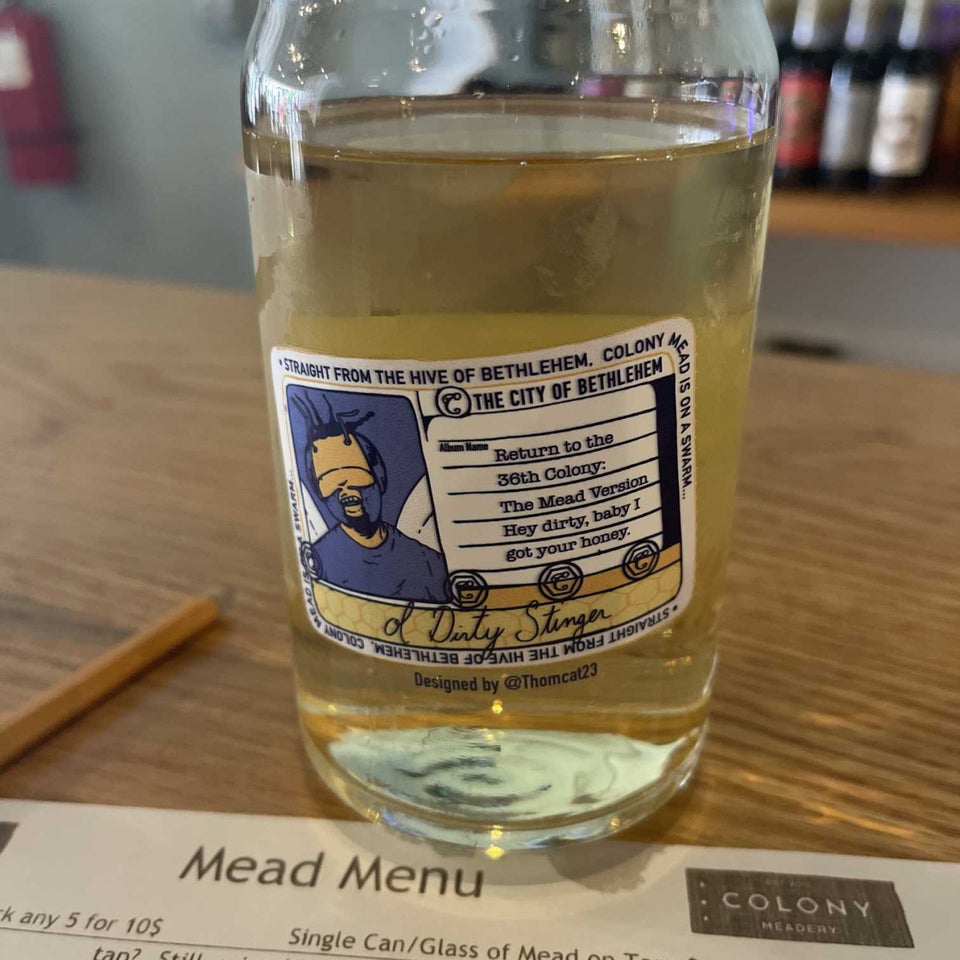 • STRAIGHT FROM THE HIVE OF BETHLEHEM, COLONY MEAD IS ON A SWARM...
THE CITY OF BETHLEHEM
Album Name
Return to the
36th Colony:
The Mead Version
Hey dirty, baby I
got your honey.
ol Dirty Stinger
• STRAIGHT FROM THE HIVE OF BETHLEHEM, COLONY MEAD IS ON A SWARM...
Designed by @Thomcat23
Mead Menu
any 5 for 10$
Single Can/Glass of Mead on
tap? Still
COLONY
MEADERY